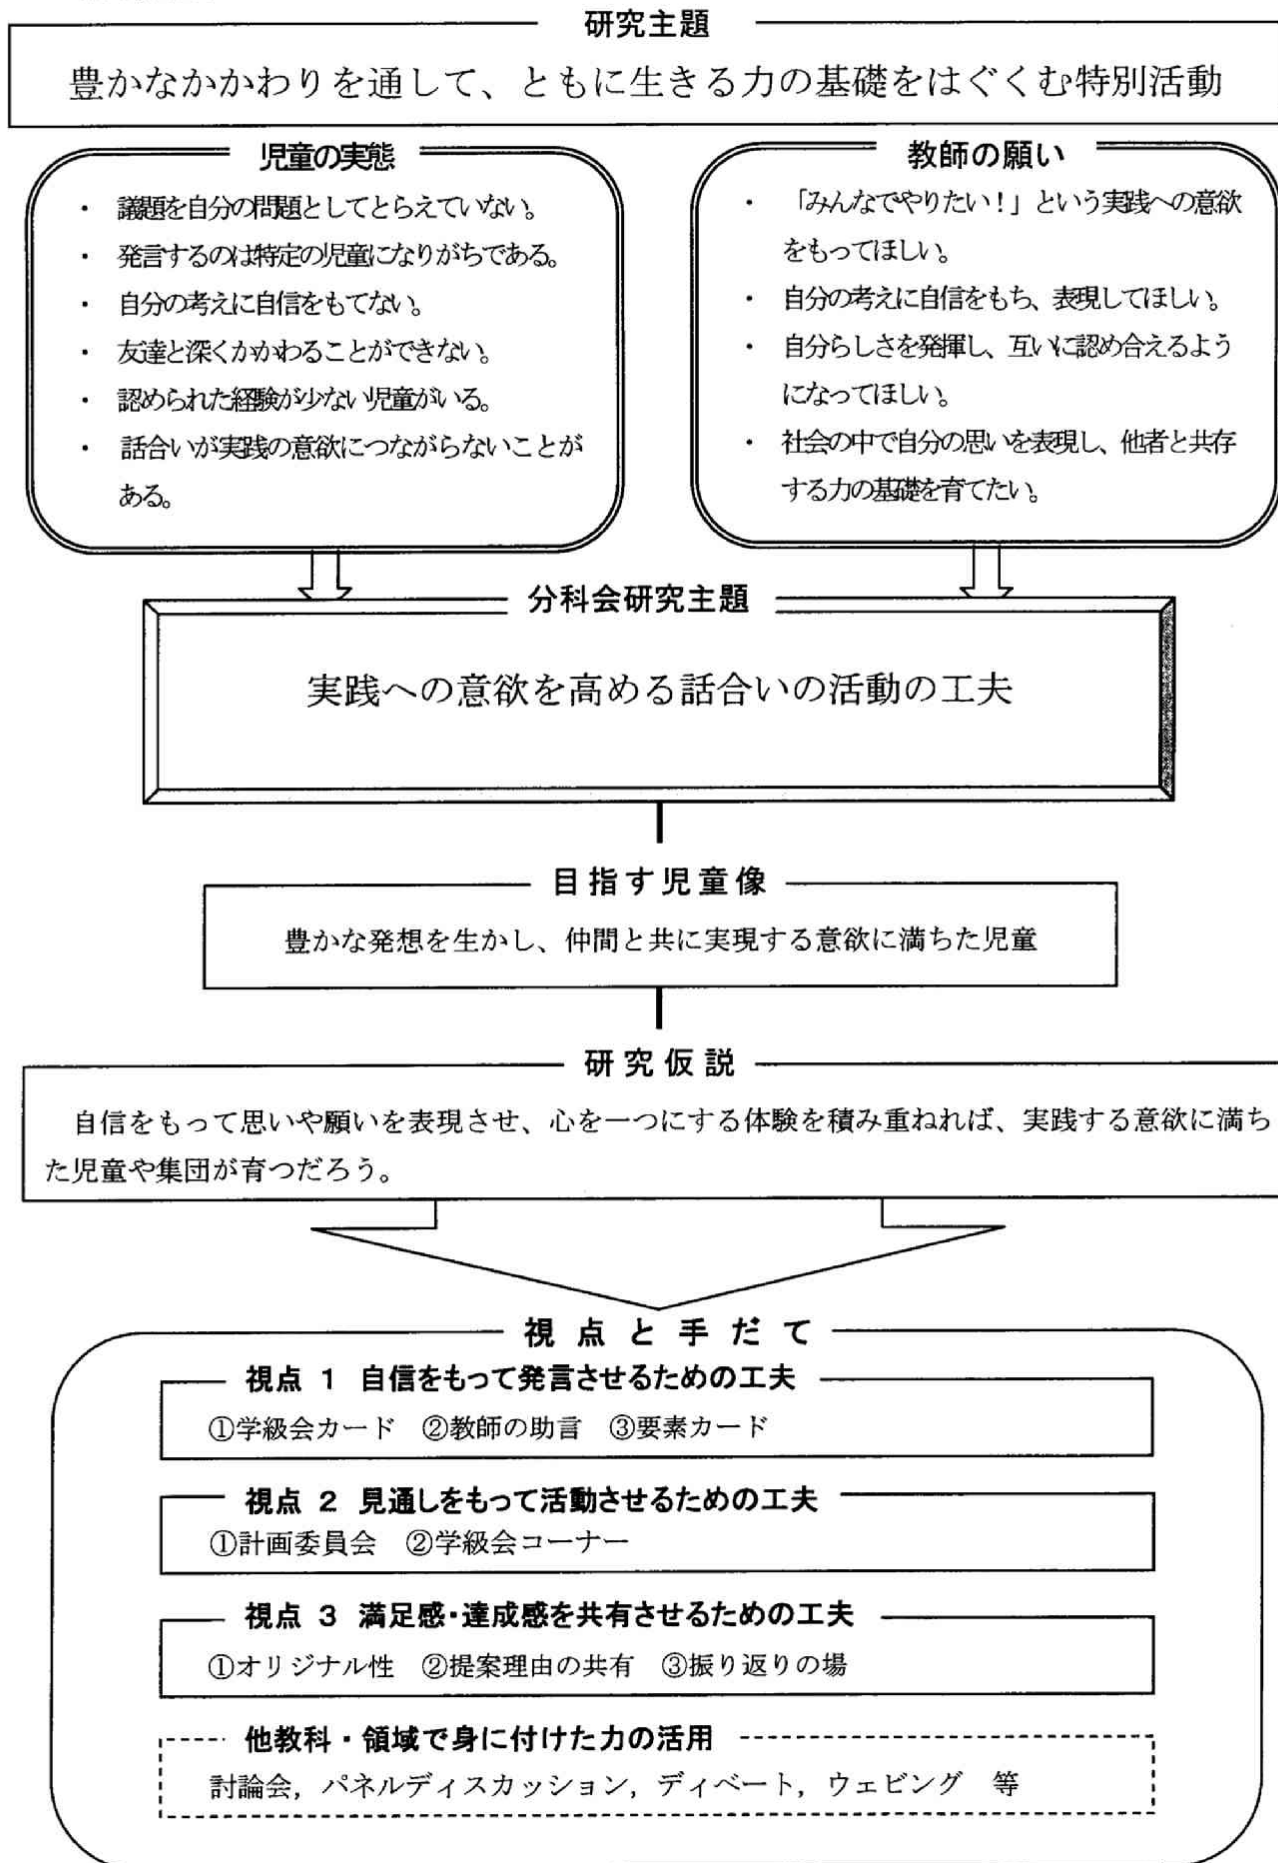 研究主題
豊かなかかわりを通して、ともに生きる力の基礎をはぐくむ特別活動
児童の実態
・ 議題を自分の問題としてとらえていない。
・ 発言するのは特定の児童になりがちである。
・ 自分の考えに自信をもてない。
・ 友達と深くかかわることができない。
・ 認められた経験が少ない児童がいる。
・ 話合いが実践の意欲につながらないことが
ある。
教師の願い
・ 「みんなでやりたい！」という実践への意欲
をもってほしい。
・ 自分の考えに自信をもち、表現してほしい。
・ 自分らしさを発揮し、互いに認め合えるよう
になってほしい。
・ 社会の中で自分の思いを表現し、他者と共存
する力の基礎を育てたい。
分科会研究主題
実践への意欲を高める話合いの活動の工夫
目指す児童像
豊かな発想を生かし、仲間と共に実現する意欲に満ちた児童
研究仮説
自信をもって思いや願いを表現させ、心を一つにする体験を積み重ねれば、実践する意欲に満ち
た児童や集団が育つだろう。
視点と手だて
視点 1 自信をもって発言させるための工夫
①学級会カード ②教師の助言 ③要素カード
視点 2 見通しをもって活動させるための工夫
①計画委員会 ②学級会コーナー
視点 3 満足感・達成感を共有させるための工夫
①オリジナル性 ②提案理由の共有 ③振り返りの場
他教科・領域で身に付けた力の活用
討論会，パネルディスカッション，ディベート，ウェビング 等